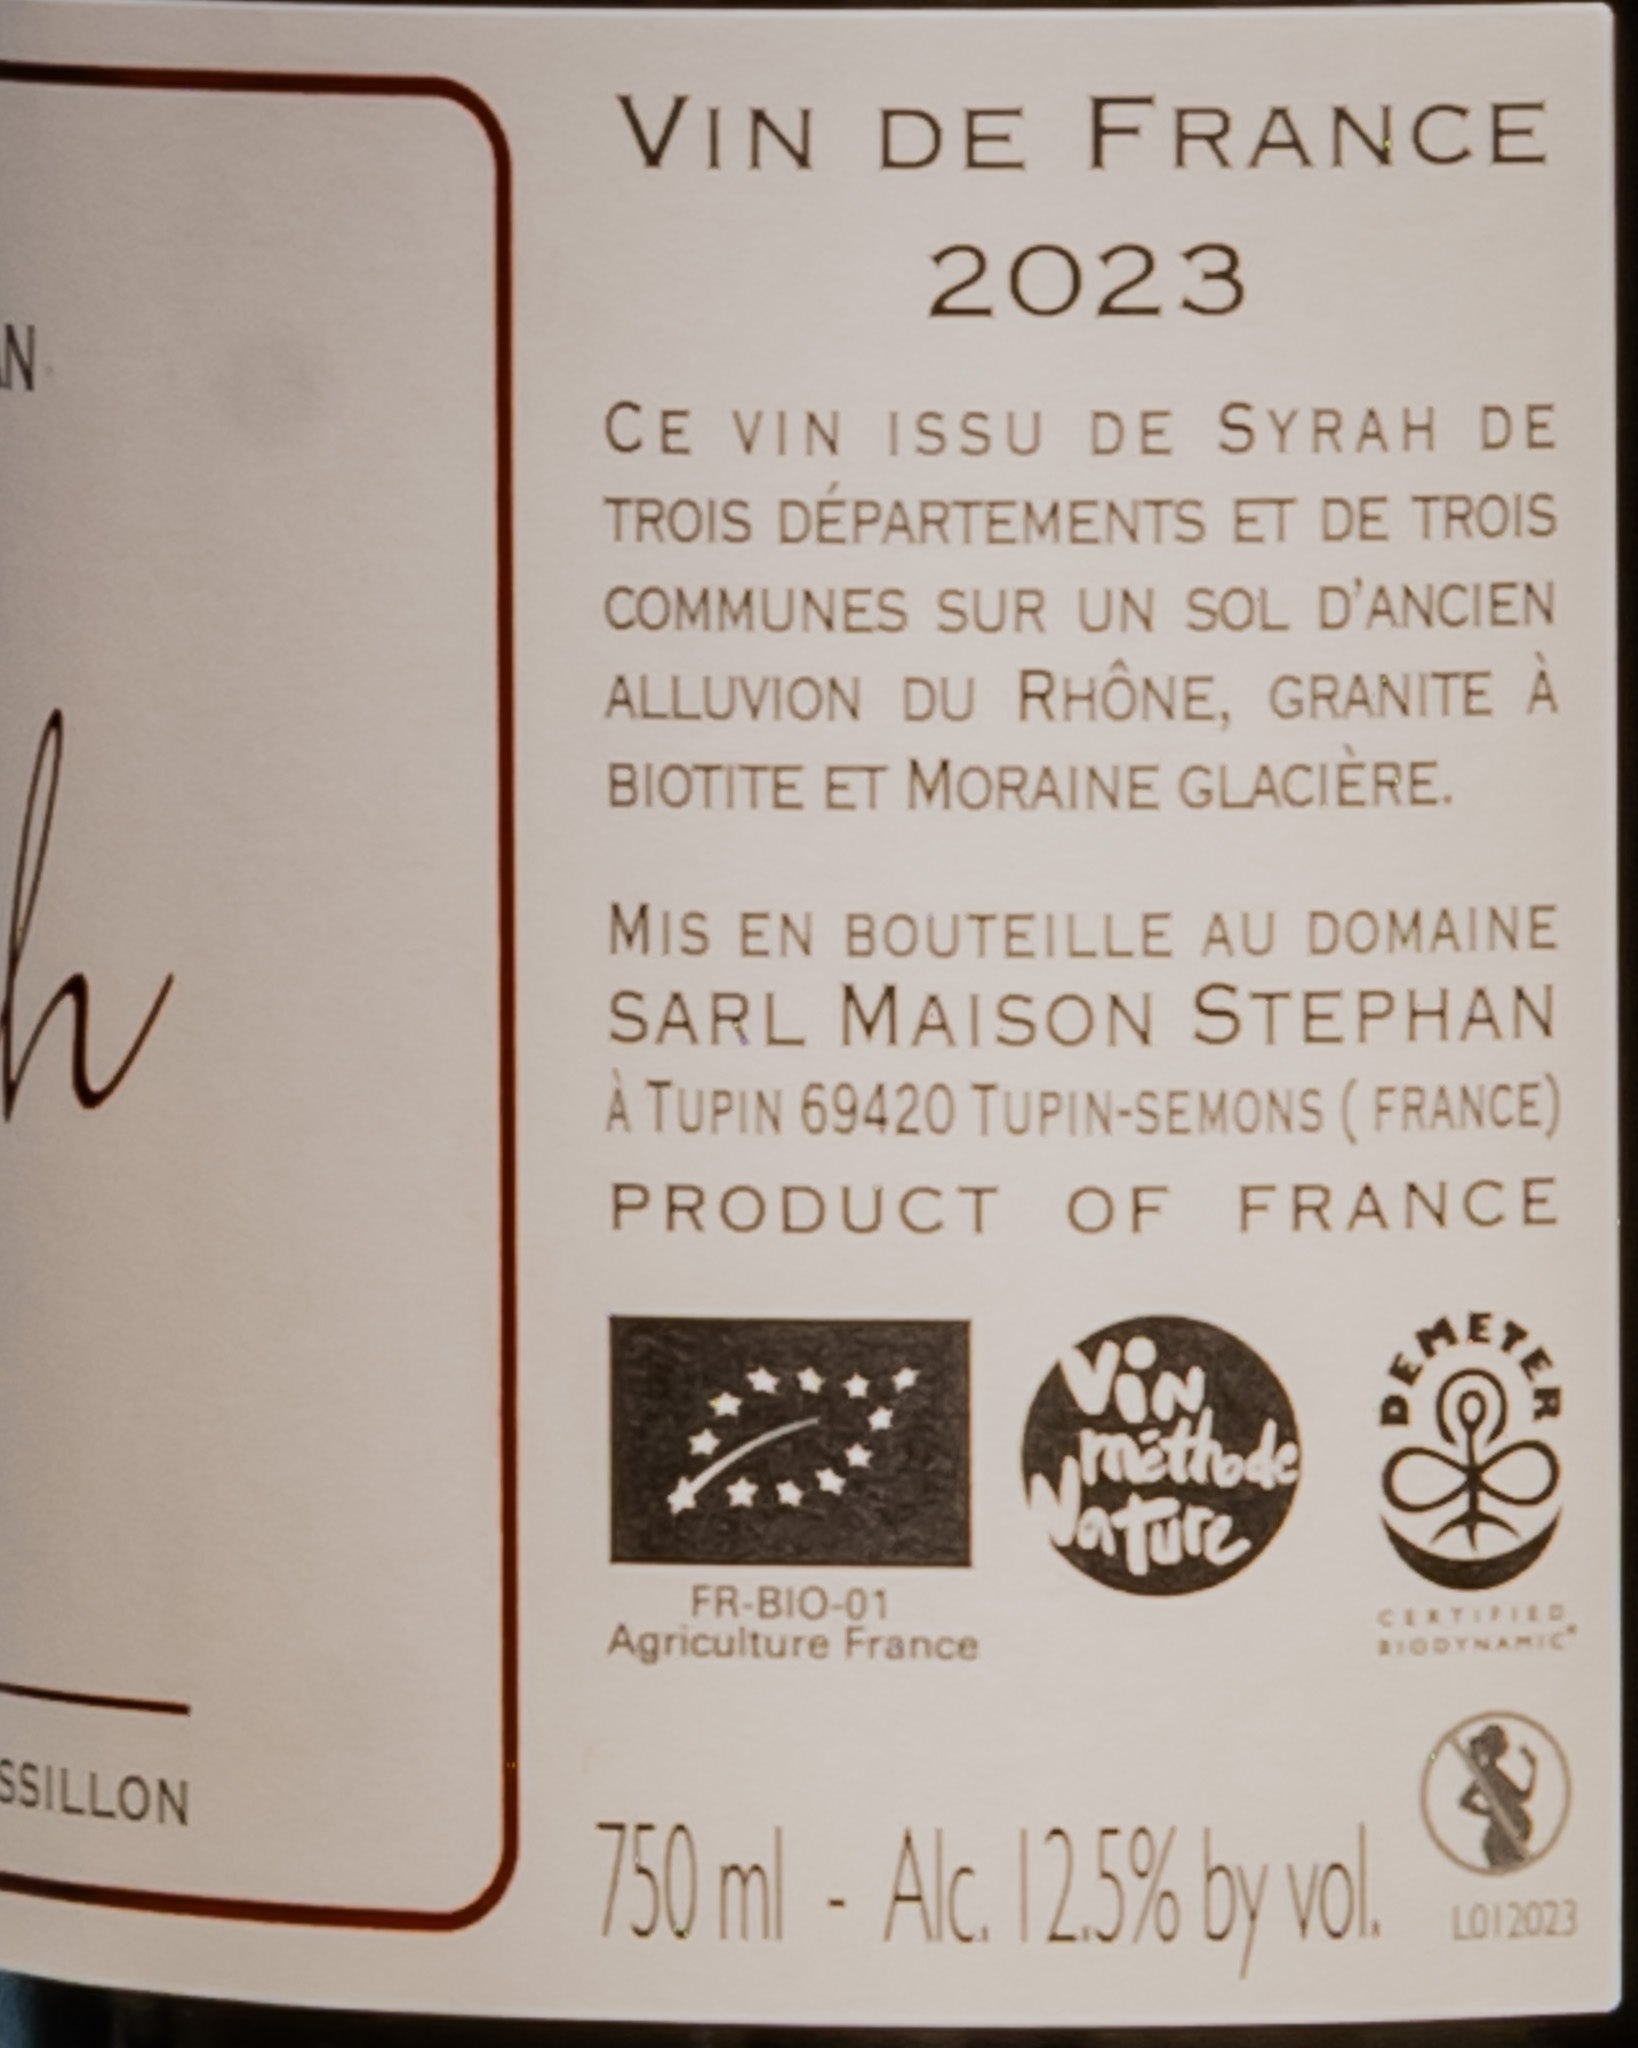 N
h
SSILLON
VIN DE FRANCE
2023
CE VIN ISSU DE SYRAH DE
TROIS DÉPARTEMENTS ET DE TROIS
COMMUNES SUR UN SOL D'ANCIEN
ALLUVION DU RHÔNE, GRANITE À
BIOTITE ET MORAINE GLACIÈRE.
MIS EN BOUTEILLE AU DOMAINE
SARL MAISON STEPHAN
À TUPIN 69420 TUPIN-SEMONS ( FRANCE)
PRODUCT OF FRANCE
Vin
méthode
Nature
DEMETER
FR-BIO-01
Agriculture France
CERTIFIED
BIODYNAMIC®
750 ml - Alc. 12.5% by vol.
L012023